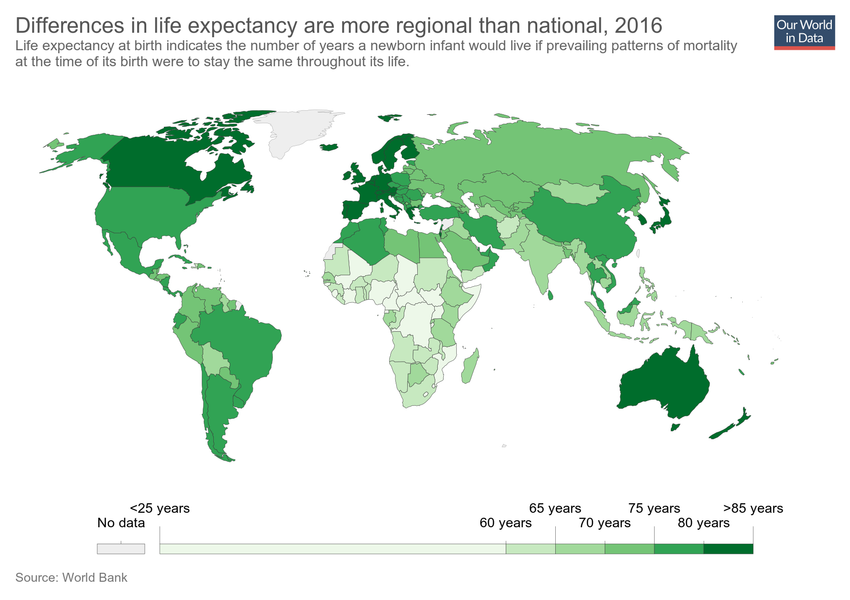 Differences in life expectancy are more regional than national, 2016
Our World
in Data
Life expectancy at birth indicates the number of years a newborn infant would live if prevailing patterns of mortality
at the time of its birth were to stay the same throughout its life.
<25 years 65 years 75 years >85 years
No data 60 years 70 years 80 years
Source: World Bank